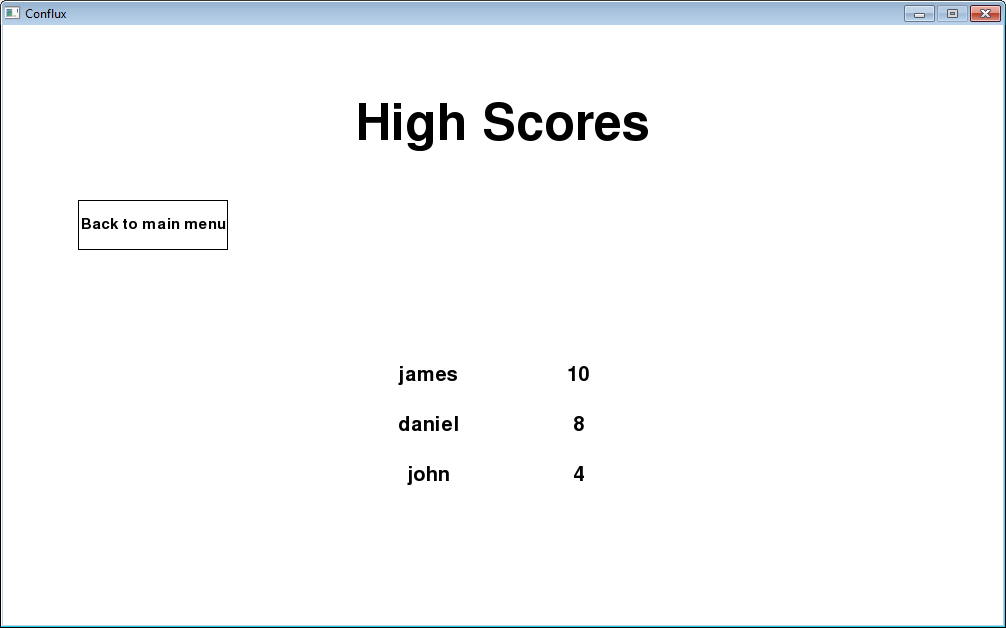 Conflux
High Scores
Back to main menu
james 10
daniel 8
john 4